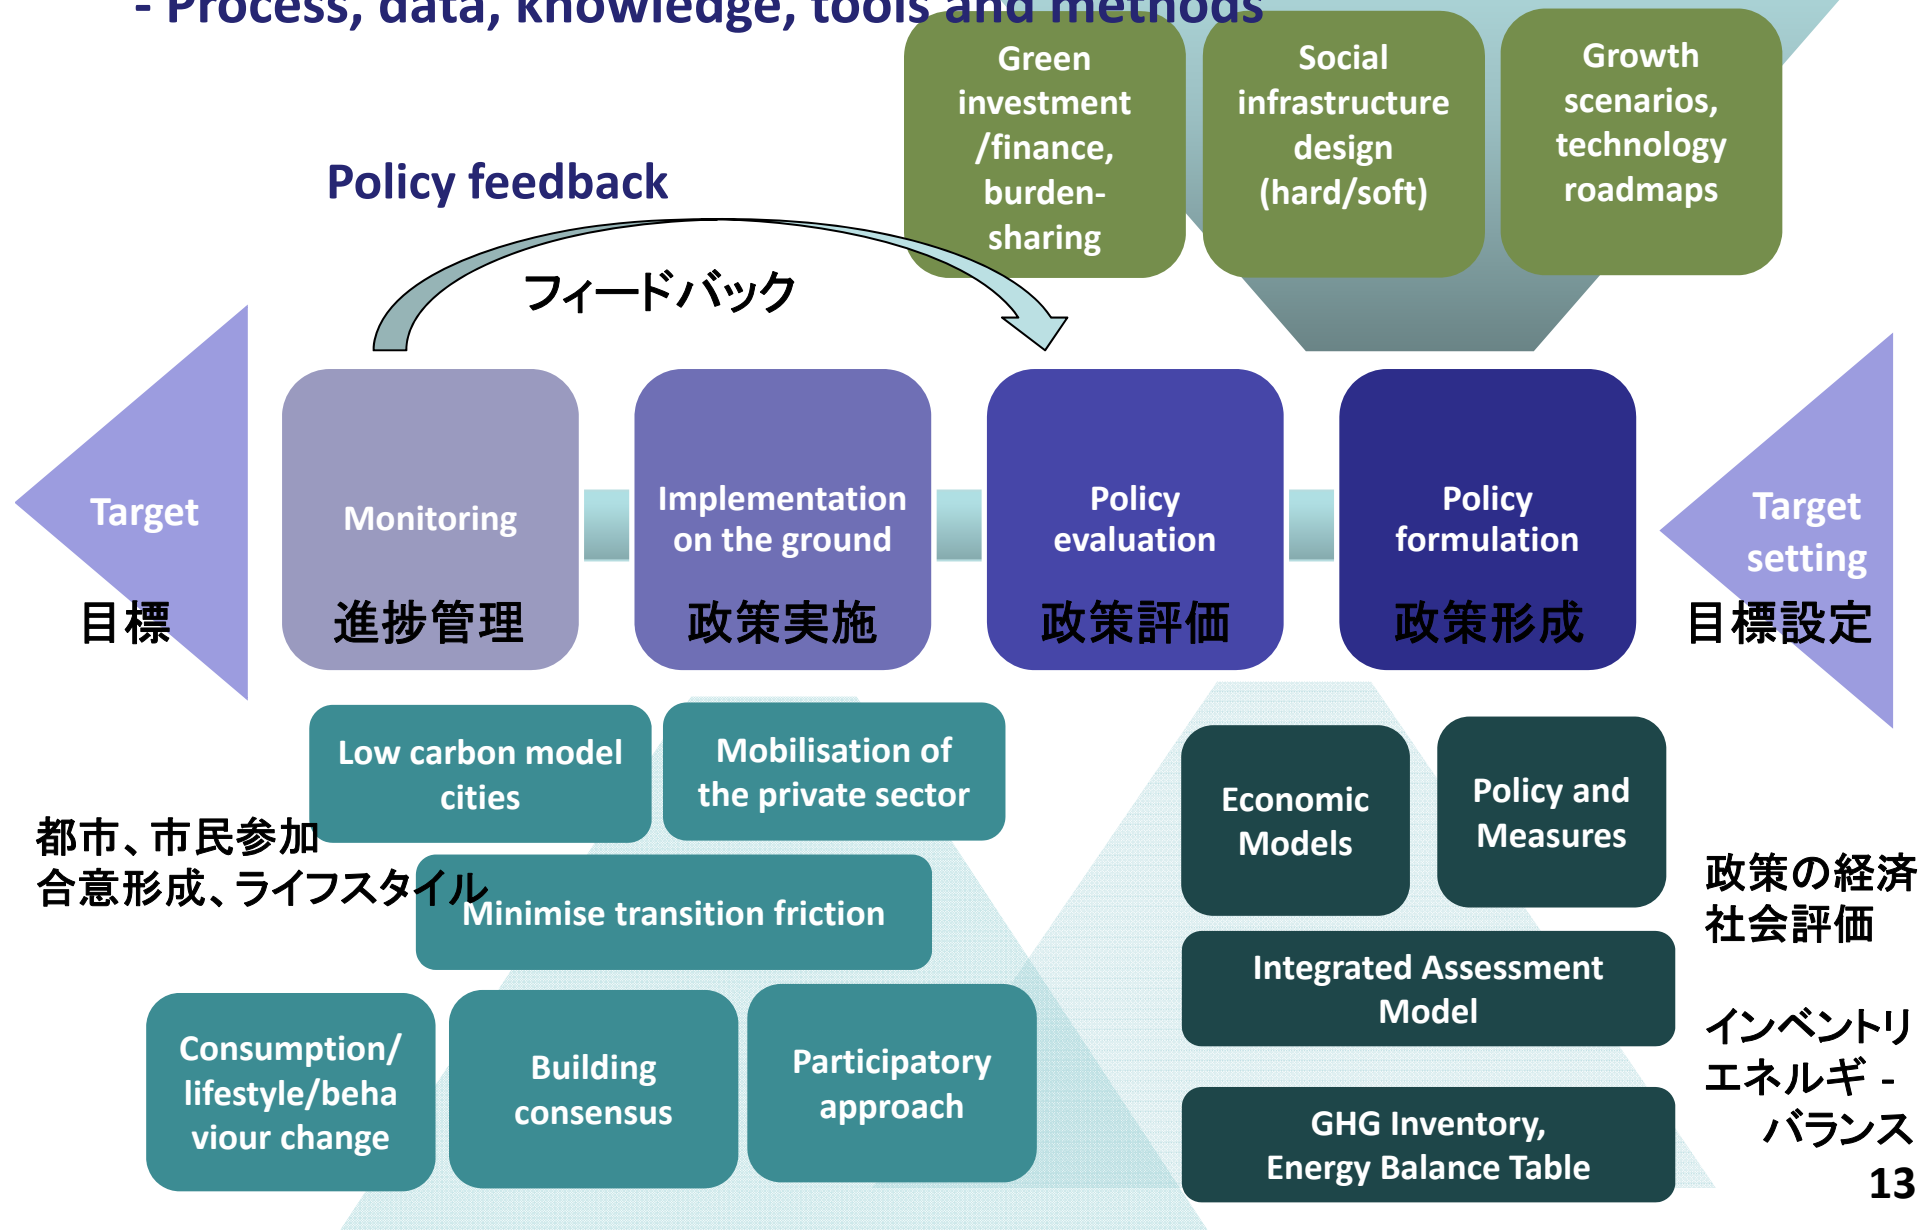 - Process, data, knowledge, tools and methods
Green
investment
/finance,
burden-
sharing
Social
infrastructure
design
(hard/soft)
Growth
scenarios,
technology
roadmaps
Policy feedback
フィードバック
Target
目標
Monitoring
進捗管理
Implementation
on the ground
政策実施
Policy
evaluation
政策評価
Policy
formulation
政策形成
Target
setting
目標設定
Low carbon model
cities
Mobilisation of
the private sector
都市、市民参加
合意形成、ライフスタイル
Minimise transition friction
Consumption/
lifestyle/beha
viour change
Building
consensus
Participatory
approach
Economic
Models
Policy and
Measures
政策の経済
社会評価
Integrated Assessment
Model
インベントリ
エネルギ -
バランス
GHG Inventory,
Energy Balance Table
13